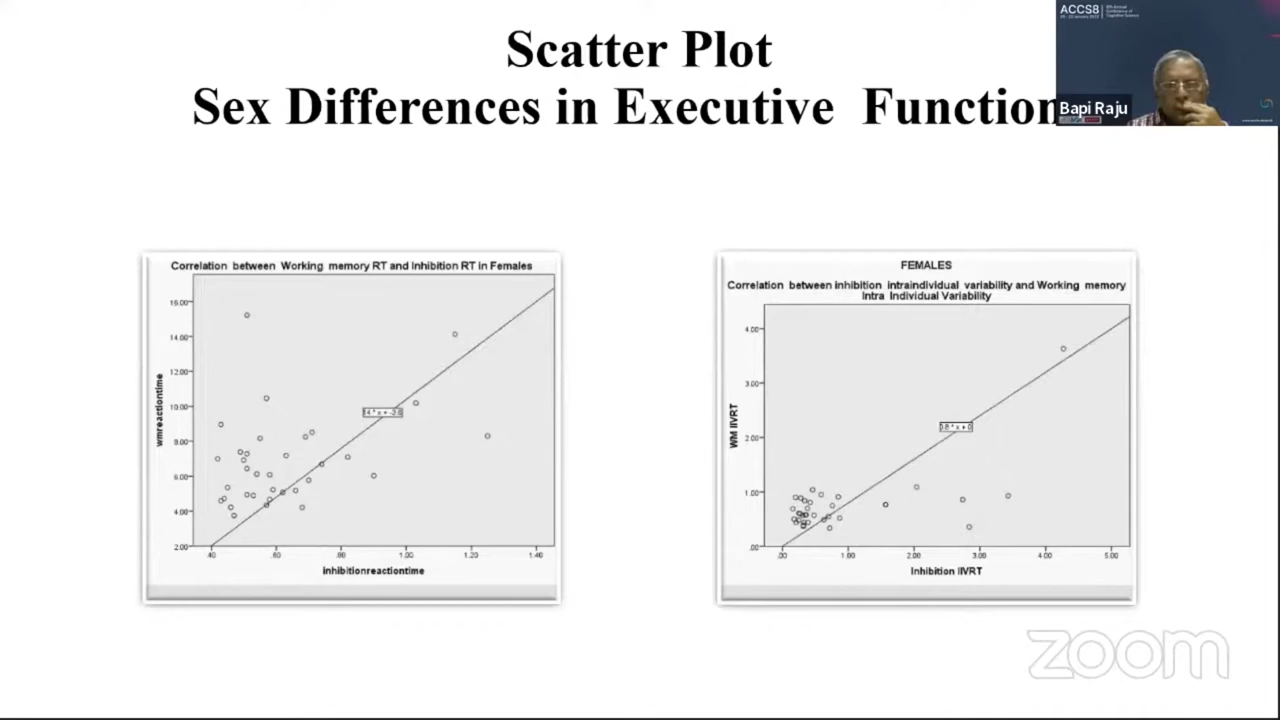 Scatter Plot
Sex Differences in Executive Function
ACCS8
Bapi Raju
Correlation between Working memory RT and Inhibition RT in Females
wmreactiontime
16.00
14.00
12.00
10.00
8.00
6.00
4.00
2.00
.40
.60
.80
1.00
1.20
1.40
inhibitionreactiontime
FEMALES
Correlation between inhibition intraindividual variability and Working memory
Intra Individual Variability
WM IIVRT
4.00
3.00
2.00
1.00
.00
.00
1.00
2.00
3.00
4.00
5.00
Inhibition IIVRT
zoom